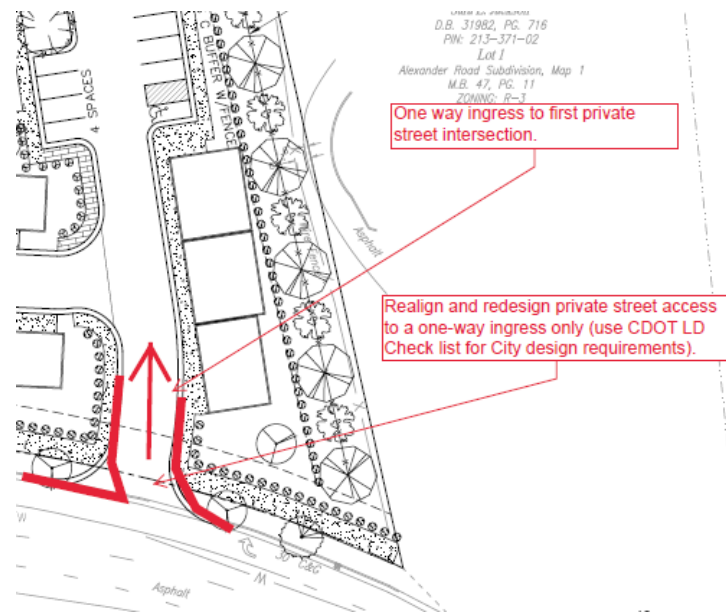 D.B. 31982, PG. 716
PIN: 213-371-02
Lot 1
Alexander Road Subdivision, Map 1
M.B. 47, PG. 11
ZONING: R-3
One way ingress to first private
street intersection.
C BUFFER W/FENCE
4 SPACES
Asphalt
Realign and redesign private street access
to a one-way ingress only (use CDOT LD
Check list for City design requirements).
30" C&G
W
Asphalt